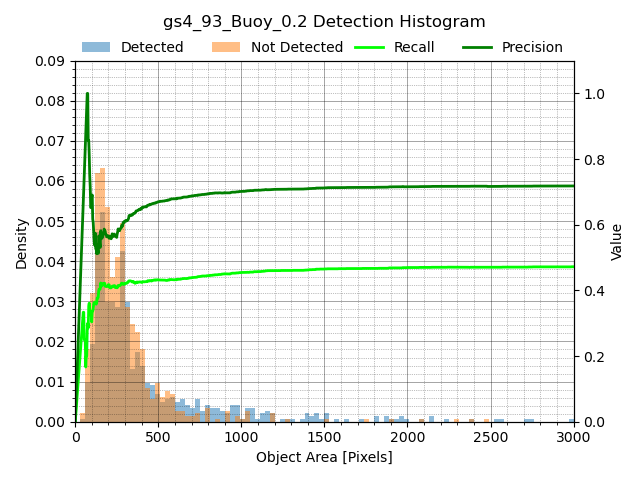 gs4_93_Buoy_0.2 Detection Histogram
Detected Not Detected Recall Precision
0.09
0.08
0.07
0.06
0.05
0.04
0.03
0.02
0.01
0.00
Density
1.0
0.8
0.6
0.4
0.2
0.0
Value
0 500 1000 1500 2000 2500 3000
Object Area [Pixels]